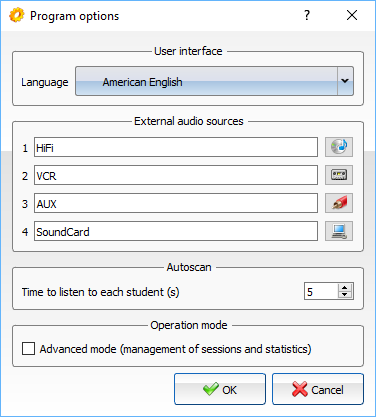 Program options
User interface
Language American English
External audio sources
1 HiFi
2 VCR
3 AUX
4 SoundCard
Autoscan
Time to listen to each student (s) 5
Operation mode
Advanced mode (management of sessions and statistics)
OK Cancel